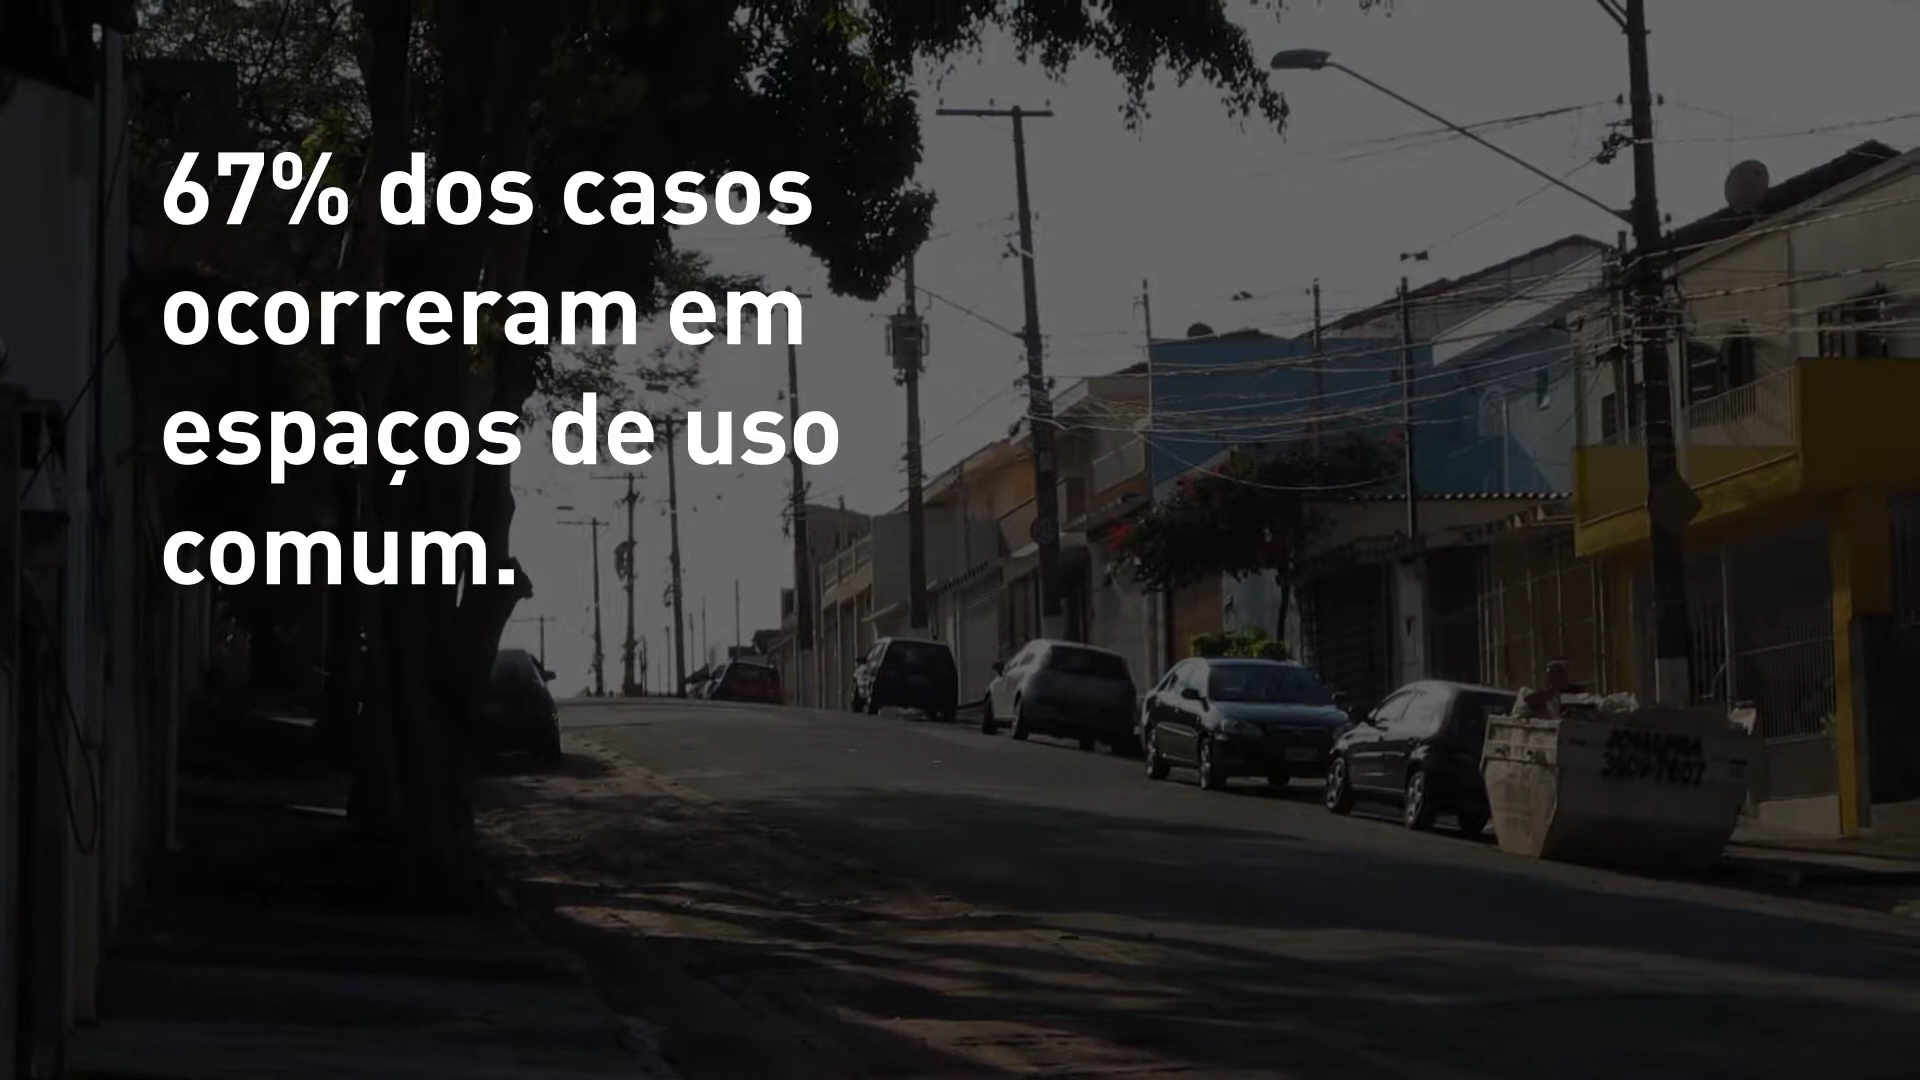 67% dos casos
ocorreram em
espaços de uso
comum.